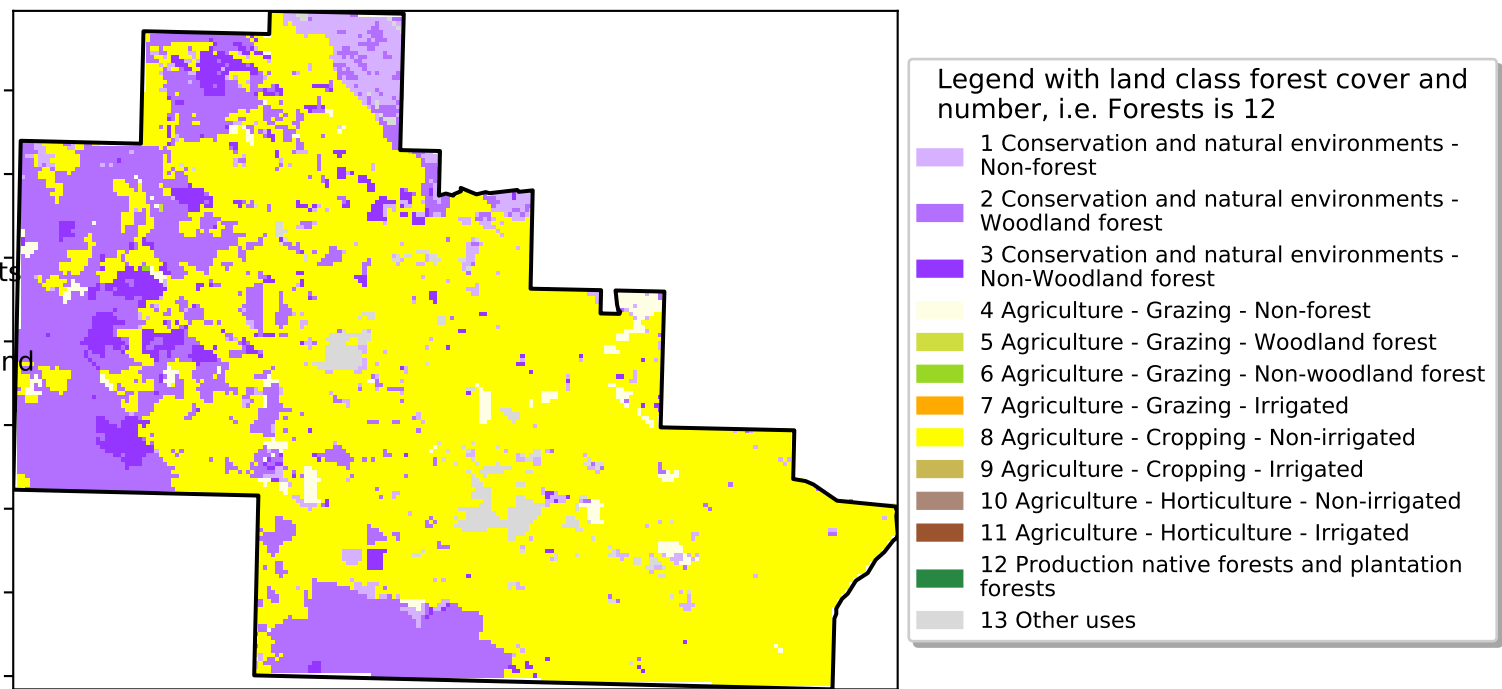 Legend with land class forest cover and
number, i.e. Forests is 12
1 Conservation and natural environments -
Non-forest
2 Conservation and natural environments -
Woodland forest
3 Conservation and natural environments -
Non-Woodland forest
4 Agriculture - Grazing - Non-forest
5 Agriculture - Grazing - Woodland forest
6 Agriculture - Grazing - Non-woodland forest
7 Agriculture - Grazing - Irrigated
8 Agriculture - Cropping - Non-irrigated
9 Agriculture - Cropping - Irrigated
10 Agriculture - Horticulture - Non-irrigated
11 Agriculture - Horticulture - Irrigated
12 Production native forests and plantation
forests
13 Other uses
ts
nd